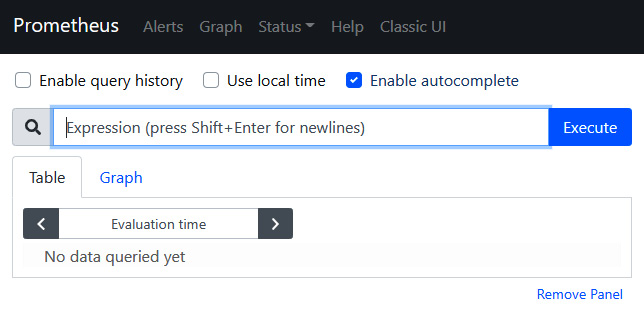 Prometheus Alerts Graph Status Help Classic UI
Enable query history Use local time Enable autocomplete
Expression (press Shift+Enter for newlines) Execute
Table Graph
Evaluation time
No data queried yet
Remove Panel